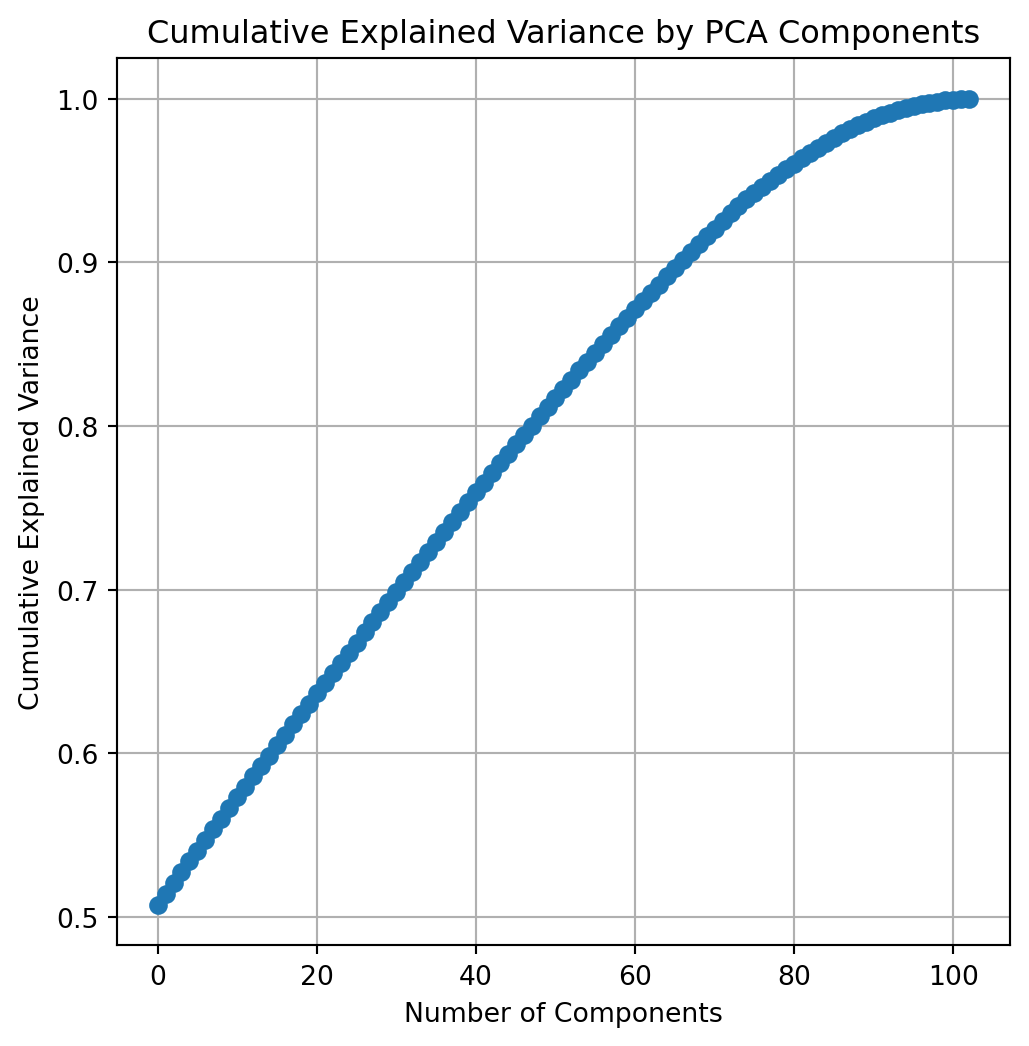 Cumulative Explained Variance by PCA Components
1.0
0.9
0.8
0.7
0.6
0.5
Cumulative Explained Variance
0 20 40 60 80 100
Number of Components